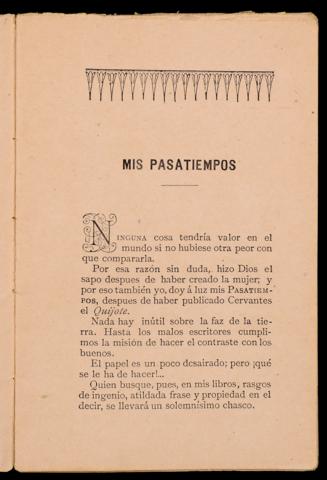 MIS PASATIEMPOS
NINGUNA cosa tendría valor en el
mundo si no hubiese otra peor con
que compararla.
Por esa razón sin duda, hizo Dios el
sapo despues de haber creado la mujer; y
por eso también yo, doy á luz mis PASATIEM-
POS, despues de haber publicado Cervantes
el Quijote.
Nada hay inútil sobre la faz de la tie-
rra. Hasta los malos escritores cumpli-
mos la misión de hacer el contraste con los
buenos.
El papel es un poco desairado; pero ¡qué
se le ha de hacer!...
Quien busque, pues, en mis libros, rasgos
de ingenio, atildada frase y propiedad en el
decir, se llevará un solemnísimo chasco.